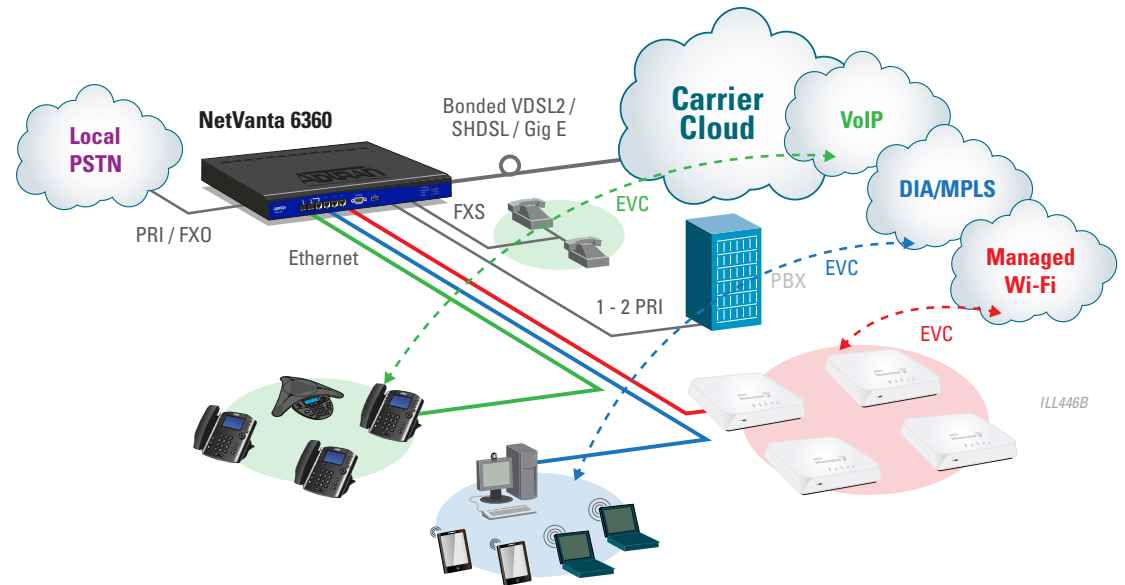 Carrier
Cloud
VoIP
DIA/MPLS
Managed
Wi-Fi
Bonded VDSL2 /
SHDSL / Gig E
NetVanta 6360
Local
PSTN
ADTRAN
PRI / FXO
Ethernet
FXS
EVC
EVC
PBX
1 - 2 PRI
EVC
ILL446B